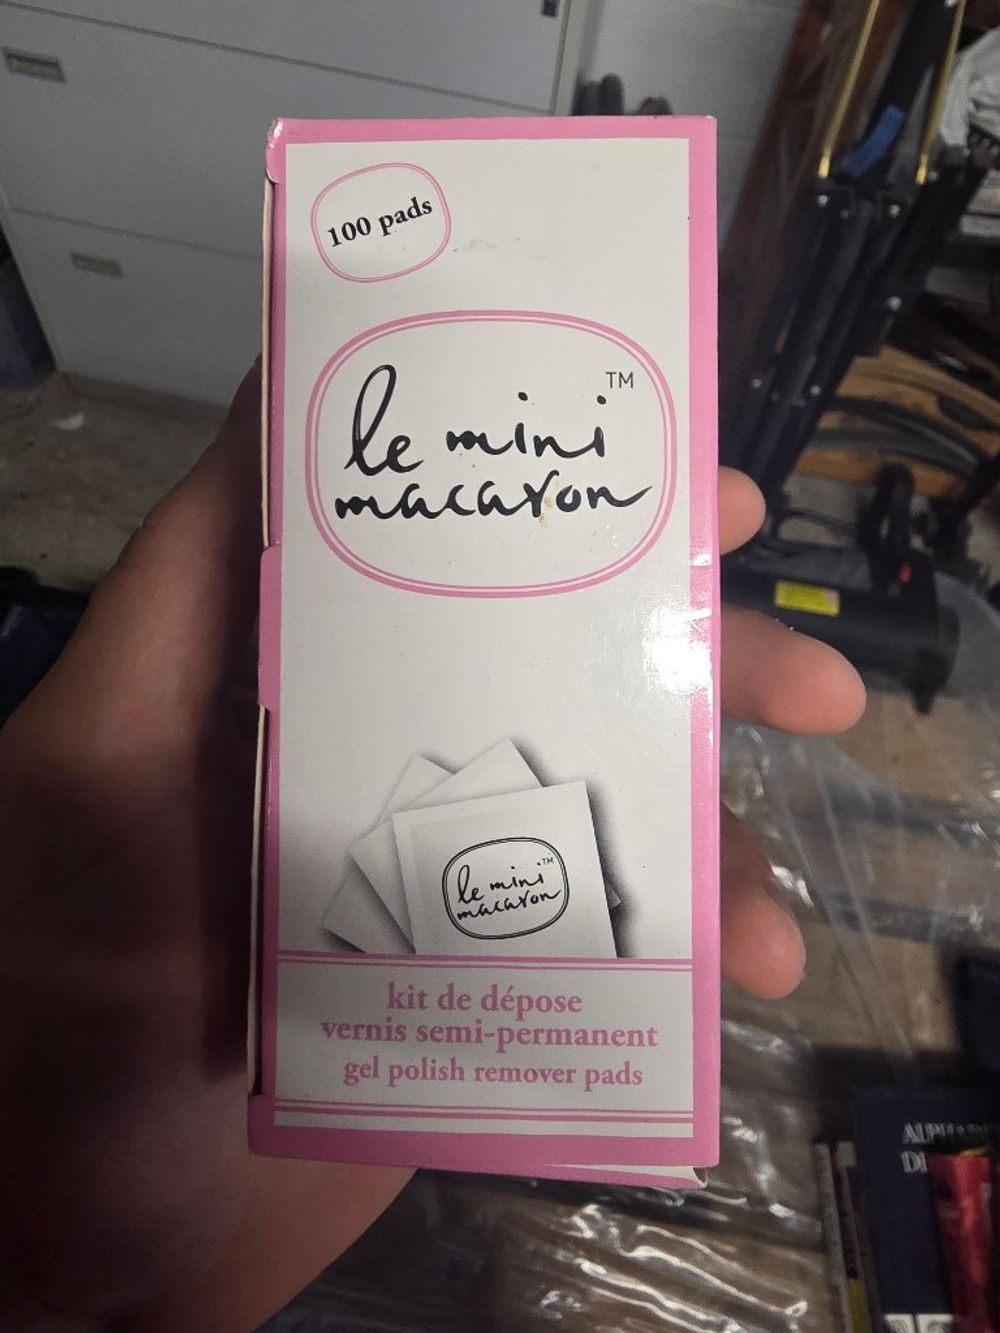 100 pads
le mini TM
macaron
le mini TM
macaron
kit de dépose
vernis semi-permanent
gel polish remover pads